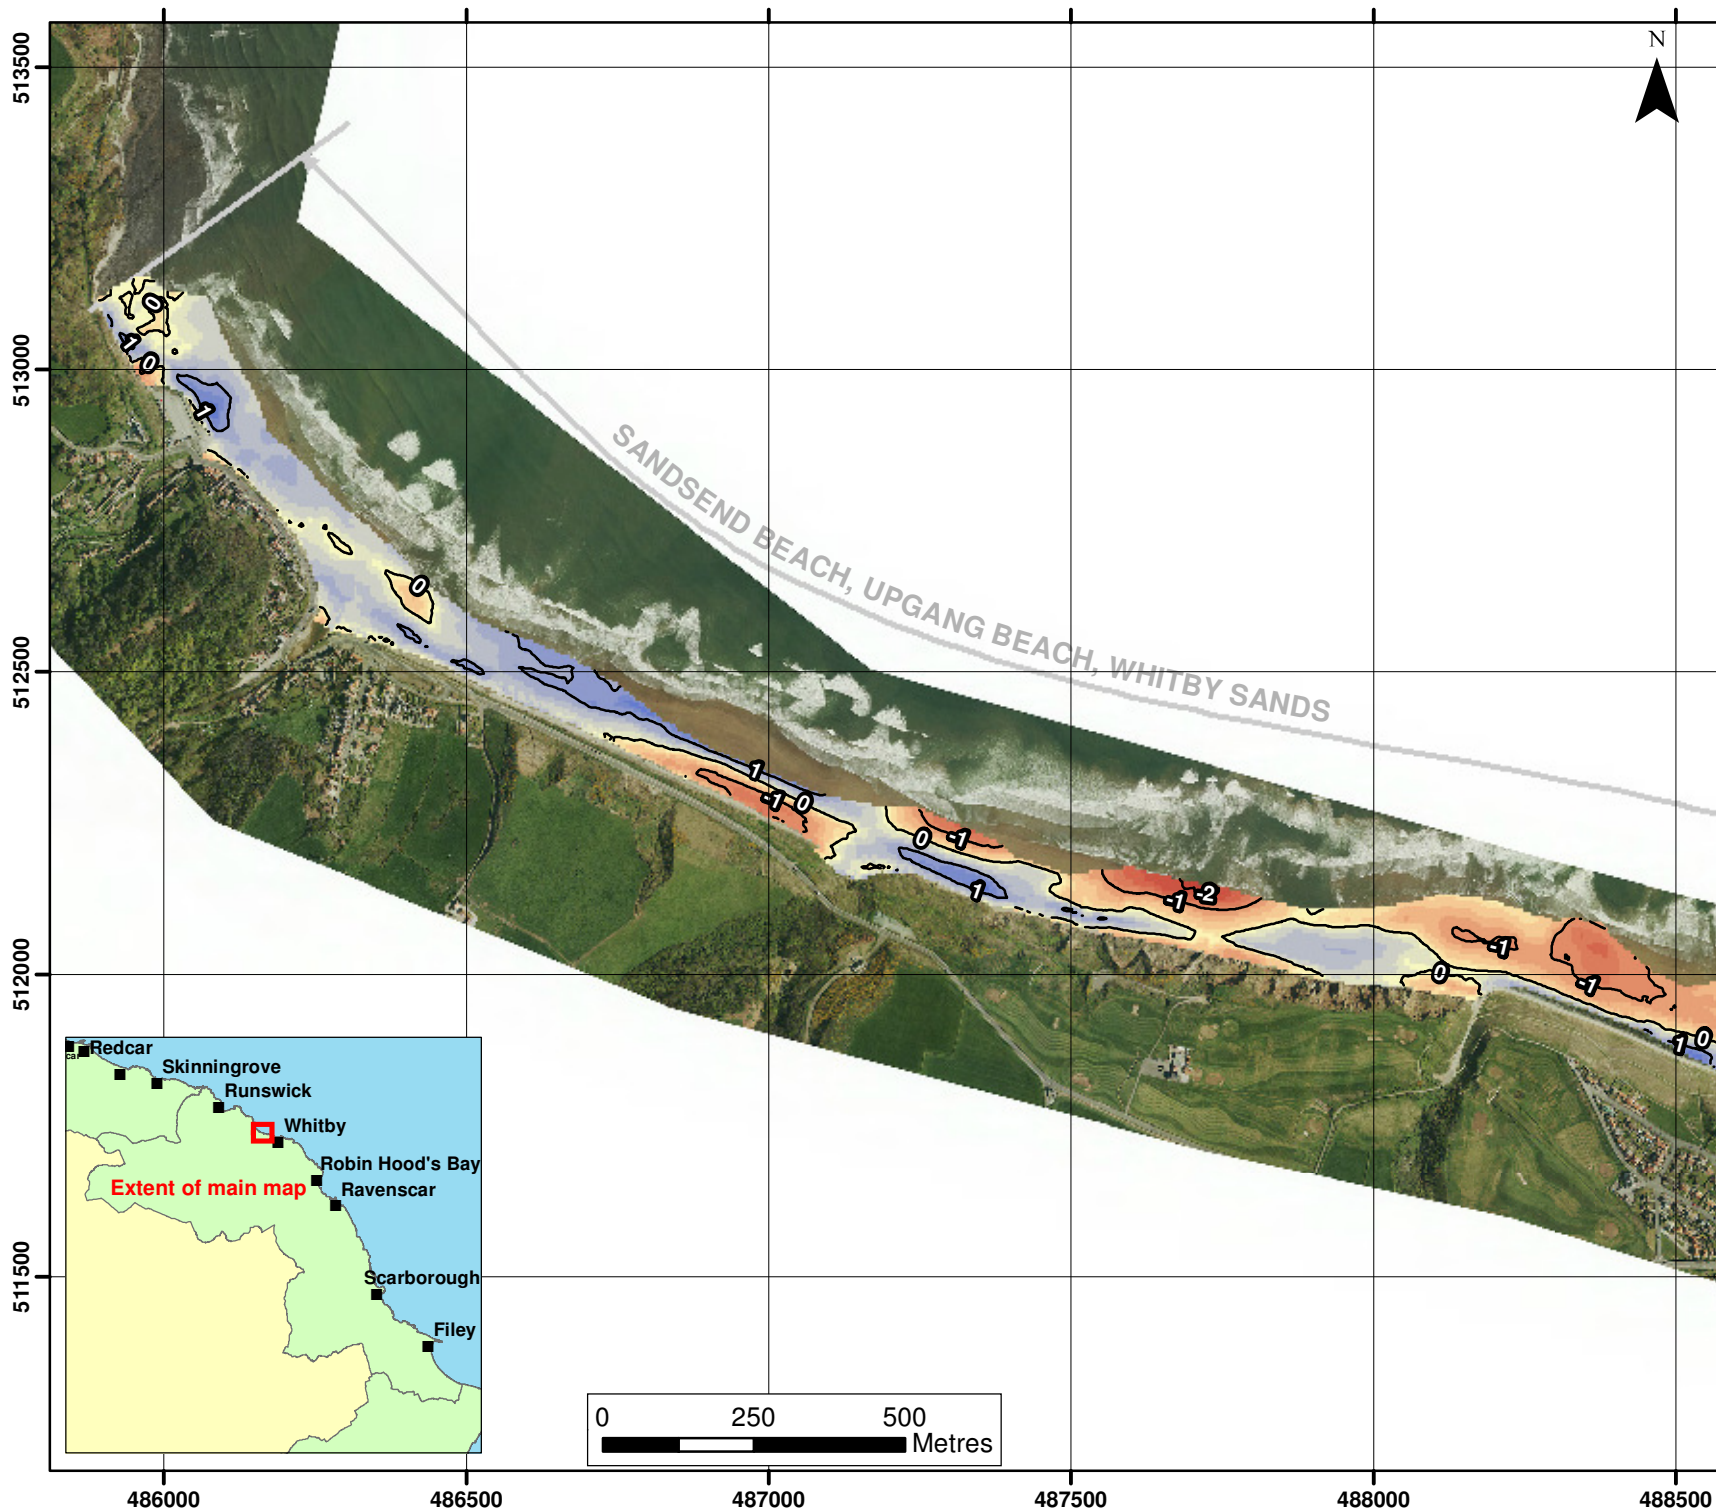 N
513500
513000
512500
512000
511500
SANDSEND BEACH, UPGANG BEACH, WHITBY SANDS
0
1
0
1
0
1
-1
0
0
-1
1
-1
-2
-1
0
-1
1
0
car
Redcar
Skinningrove
Runswick
Whitby
Robin Hood's Bay
Extent of main map
Ravenscar
Scarborough
Filey
0 250 500
Metres
486000 486500 487000 487500 488000 488500